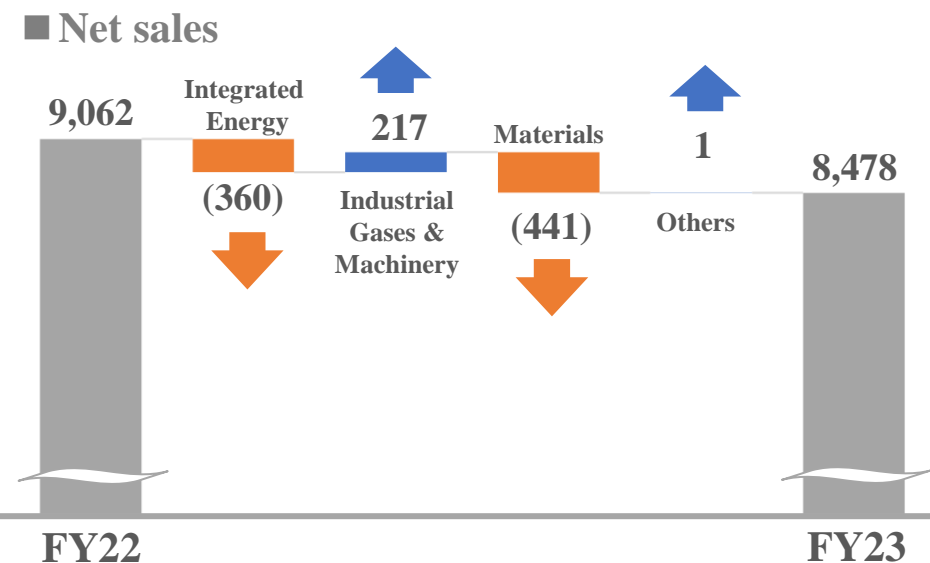 ■ Net sales
9,062
Integrated
Energy
(360)
217
Industrial
Gases &
Machinery
Materials
(441)
1
Others
8,478
FY22
FY23